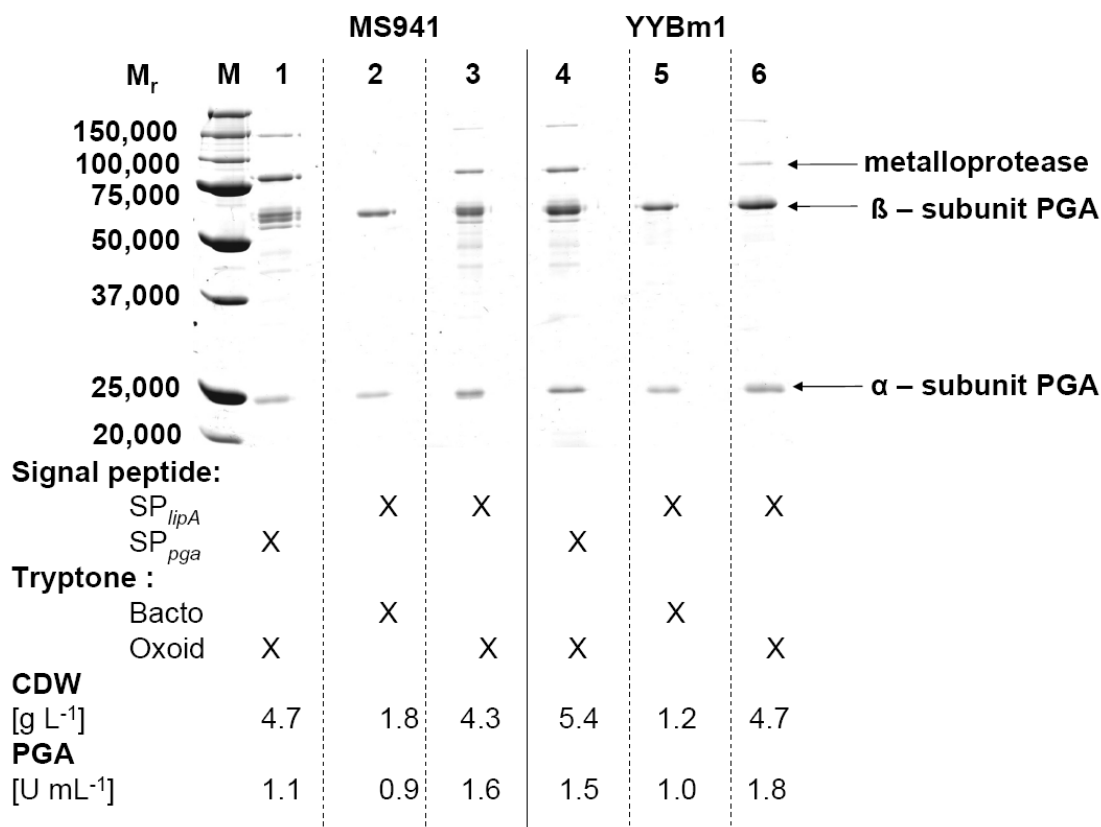 MS941 YYBm1
Mr M 1 2 3 4 5 6
150,000
100,000 metalloprotease
75,000 ß – subunit PGA
50,000
37,000
25,000 α – subunit PGA
20,000
Signal peptide:
SPlipA X X X X
SPpga X X
Tryptone :
Bacto X X
Oxoid X X X X
CDW
[g L-1] 4.7 1.8 4.3 5.4 1.2 4.7
PGA
[U mL-1] 1.1 0.9 1.6 1.5 1.0 1.8